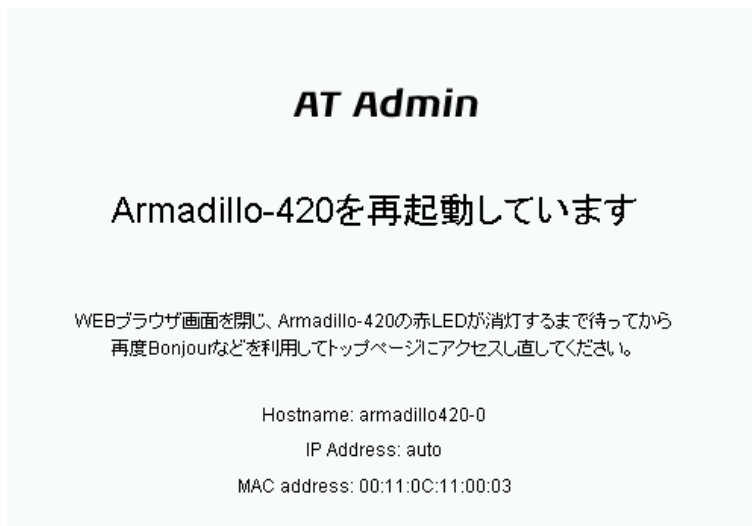 AT Admin
Armadillo-420を再起動しています
WEBブラウザ画面を閉じ、Armadillo-420の赤LEDが消灯するまで待ってから
再度Bonjourなどを利用してトップページにアクセスし直してください。
Hostname: armadillo420-0
IP Address: auto
MAC address: 00:11:0C:11:00:03